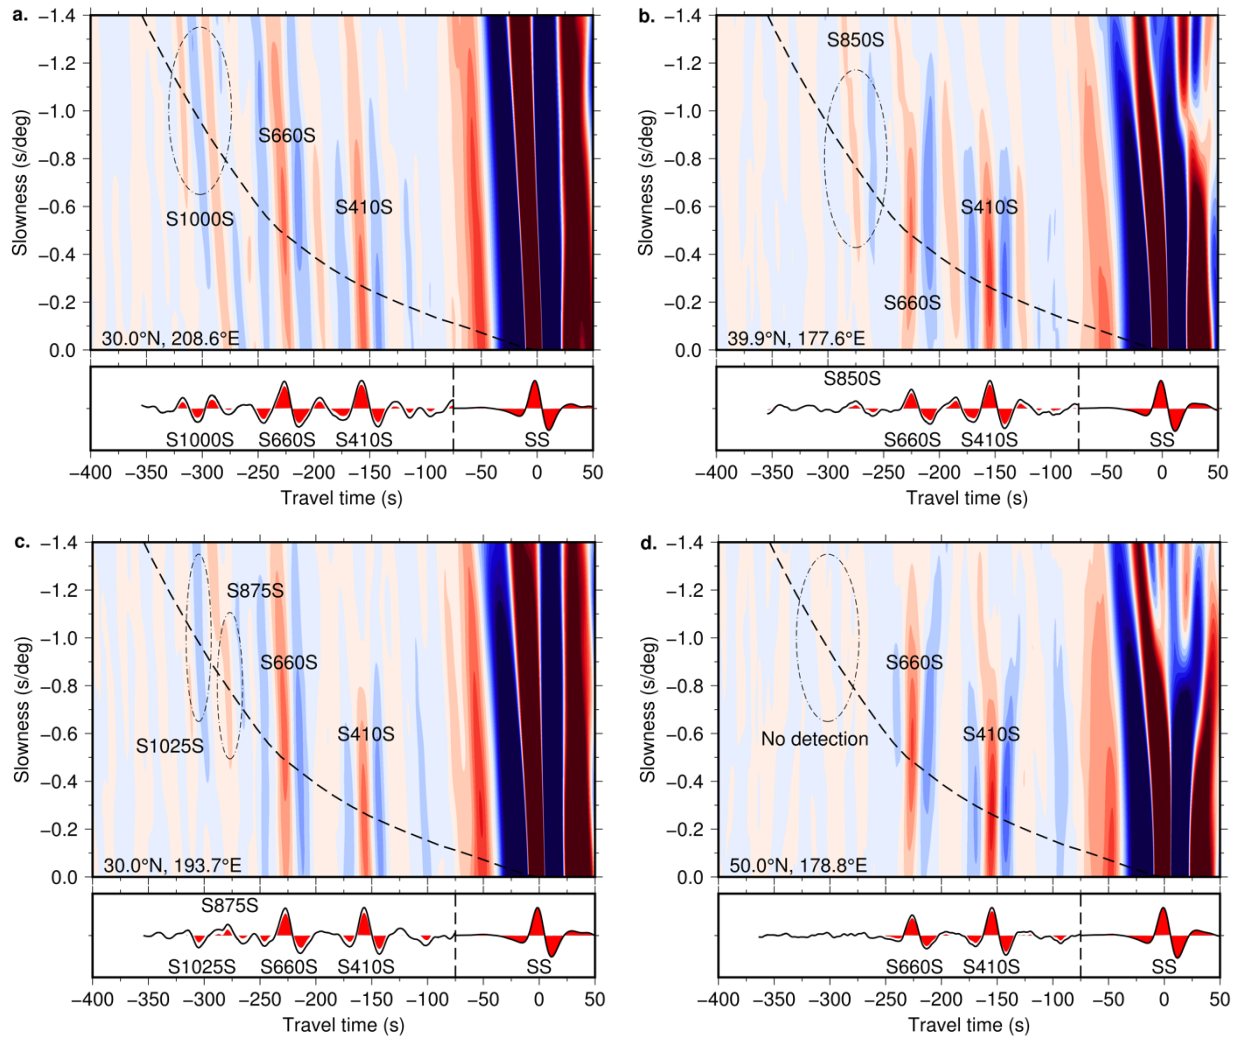 a.
−1.4
−1.2
−1.0
−0.8
−0.6
−0.4
−0.2
0.0
Slowness (s/deg)
S660S
S410S
S1000S
30.0°N, 208.6°E
S1000S S660S S410S SS
−400 −350 −300 −250 −200 −150 −100 −50 0 50
Travel time (s)
b.
−1.4
−1.2
−1.0
−0.8
−0.6
−0.4
−0.2
0.0
Slowness (s/deg)
S850S
S410S
S660S
39.9°N, 177.6°E
S850S
S660S S410S SS
−400 −350 −300 −250 −200 −150 −100 −50 0 50
Travel time (s)
c.
−1.4
−1.2
−1.0
−0.8
−0.6
−0.4
−0.2
0.0
Slowness (s/deg)
S875S
S660S
S410S
S1025S
30.0°N, 193.7°E
S875S
S1025S S660S S410S SS
−400 −350 −300 −250 −200 −150 −100 −50 0 50
Travel time (s)
d.
−1.4
−1.2
−1.0
−0.8
−0.6
−0.4
−0.2
0.0
Slowness (s/deg)
S660S
S410S
No detection
50.0°N, 178.8°E
S660S S410S SS
−400 −350 −300 −250 −200 −150 −100 −50 0 50
Travel time (s)